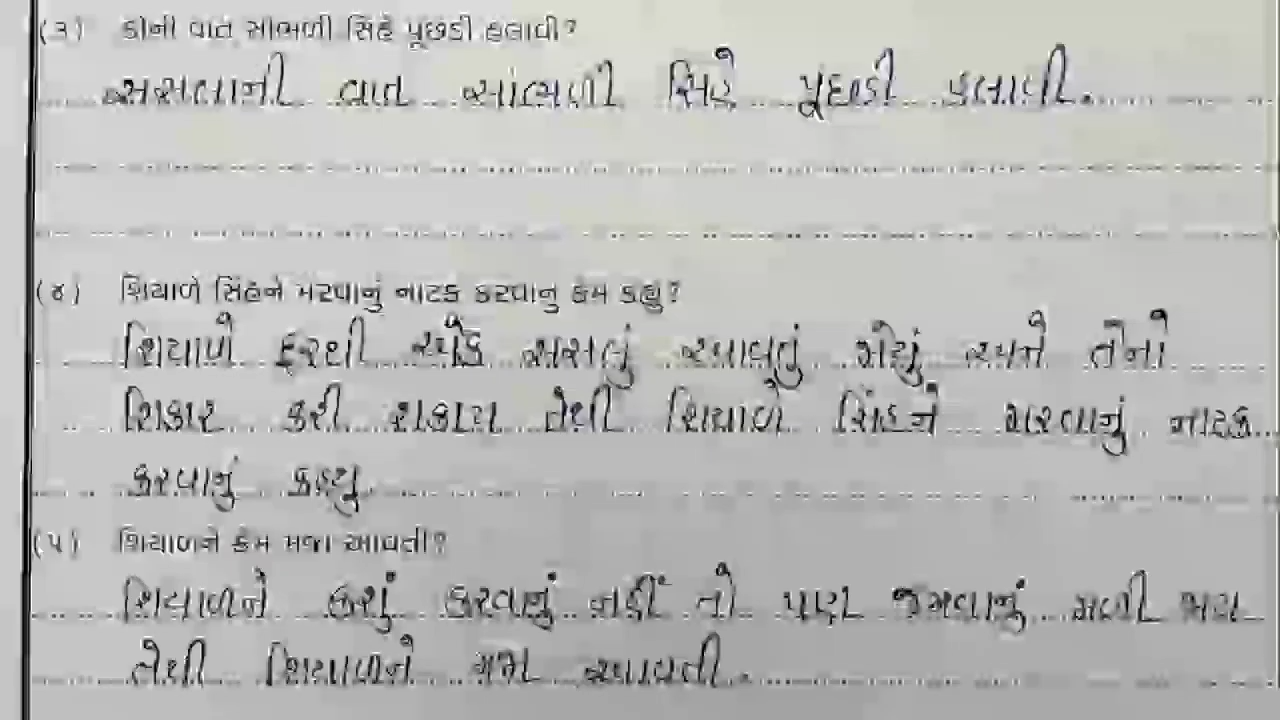 (૩) કોની વાત સાંભળી સિંહે પૂંછડી હલાવી?
સસલાની વાત સાંભળી સિંહે પૂંછડી હલાવી.
(૪) શિયાળે સિંહને મરવાનું નાટક કરવાનું કેમ કહ્યું?
શિયાળે દૂરથી એક સસલું આવતું જોયું અને તેનો
શિકાર કરી શકાય તેથી શિયાળે સિંહને મરવાનું નાટક
કરવાનું કહ્યુ.
(૫) શિયાળને કેમ મજા આવતી?
શિયાળને કશું કરવાનું નહીં તો પણ જમવાનું મળી જાય
તેથી શિયાળને મજા આવતી.